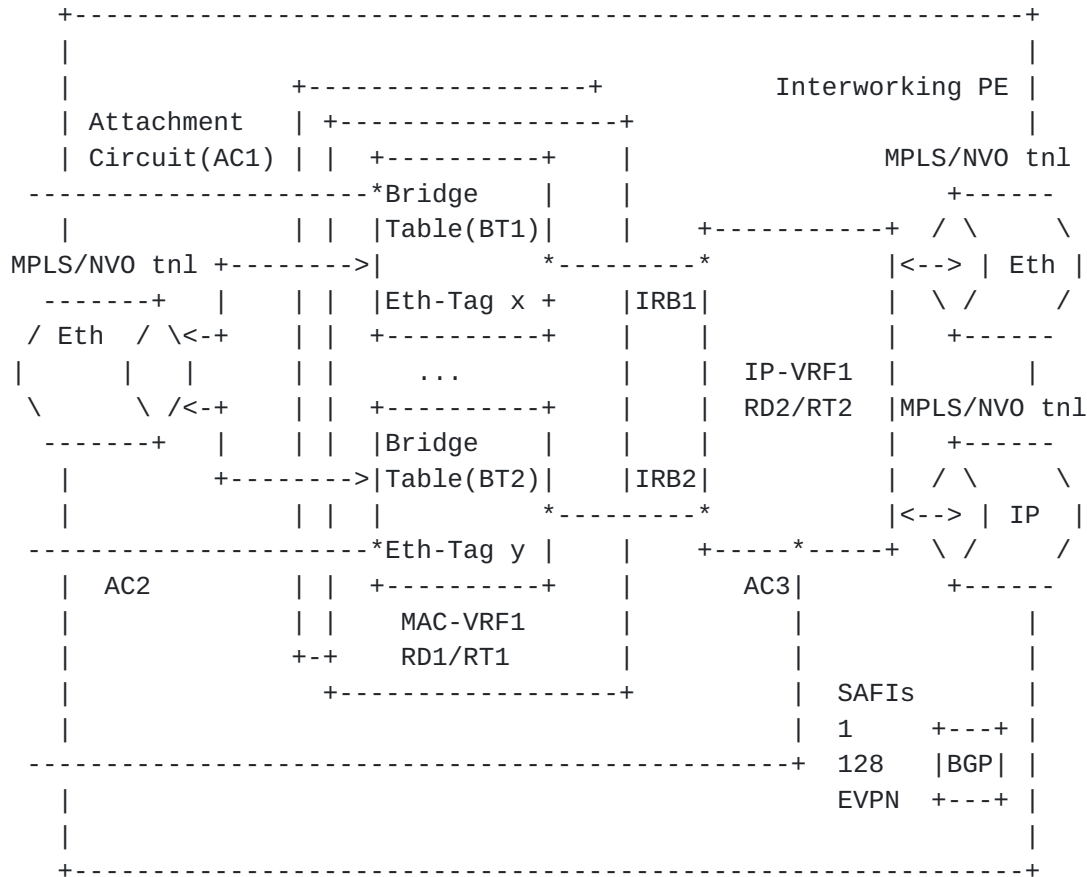 Interworking PE
Attachment
Circuit(AC1) MPLS/NVO tnl
Bridge
Table(BT1)
MPLS/NVO tnl Eth
Eth-Tag x IRB1
Eth
... IP-VRF1
RD2/RT2 MPLS/NVO tnl
Bridge
Table(BT2) IRB2
IP
Eth-Tag y
AC2 AC3
MAC-VRF1
RD1/RT1
SAFIs
1
128 BGP
EVPN